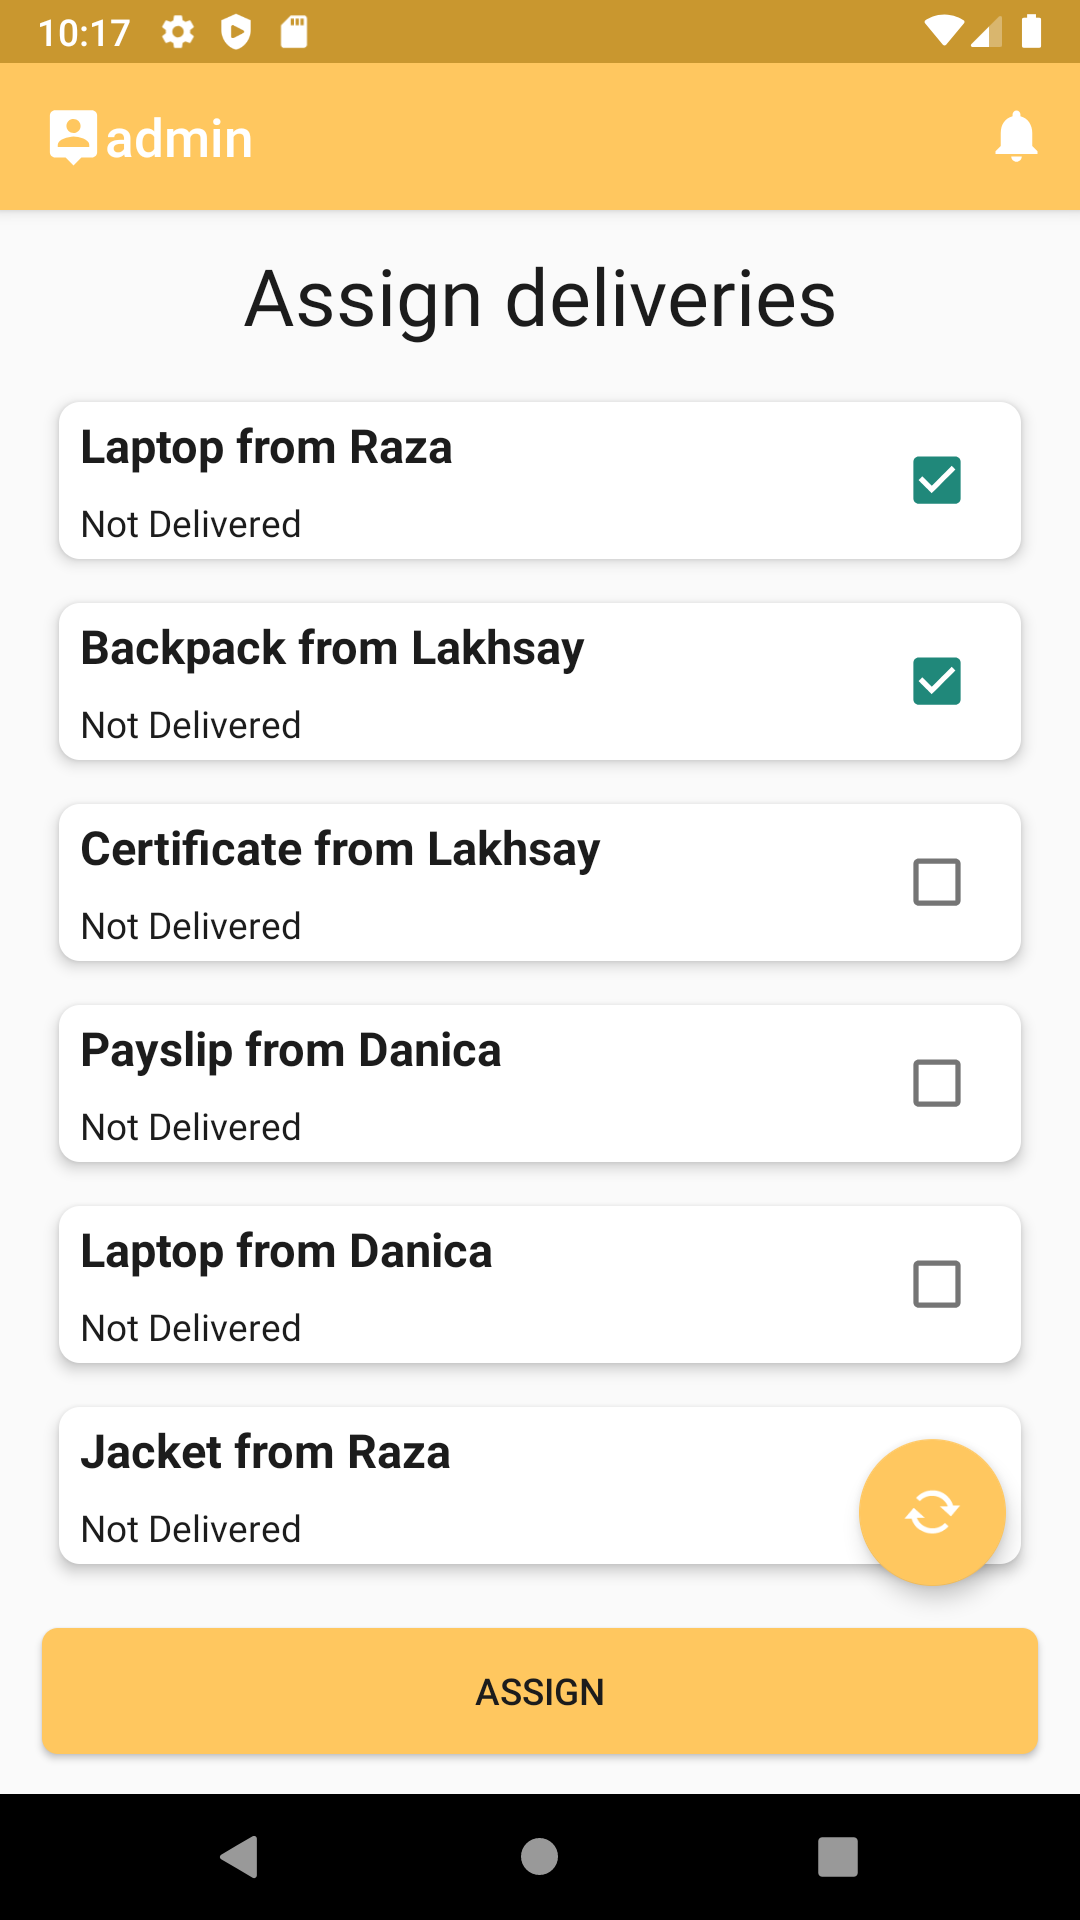 10:17
admin
Assign deliveries
Laptop from Raza
Not Delivered
Backpack from Lakhsay
Not Delivered
Certificate from Lakhsay
Not Delivered
Payslip from Danica
Not Delivered
Laptop from Danica
Not Delivered
Jacket from Raza
Not Delivered
ASSIGN